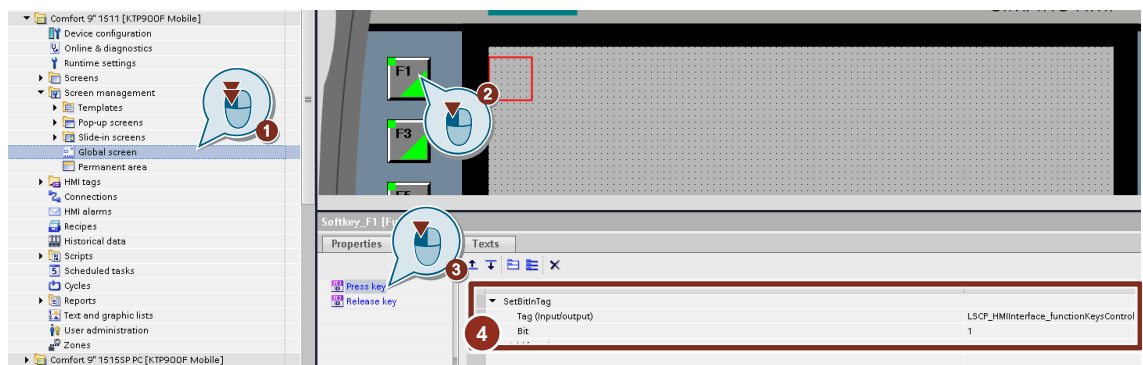 Comfort 9" 1511 [KTP900F Mobile]
Device configuration
Online & diagnostics
Runtime settings
Screens
Screen management
Templates
Pop-up screens
Slide-in screens
Global screen
Permanent area
HMI tags
Connections
HMI alarms
Recipes
Historical data
Scripts
Scheduled tasks
Cycles
Reports
Text and graphic lists
User administration
Zones
Comfort 9" 1515SP PC [KTP900F Mobile]
1
F1
2
F3
Softkey_F1
Properties
Texts
3
Press key
Release key
4
SetBitInTag
Tag (Input/output)
LSCP_HMIInterface_functionKeysControl
Bit
1